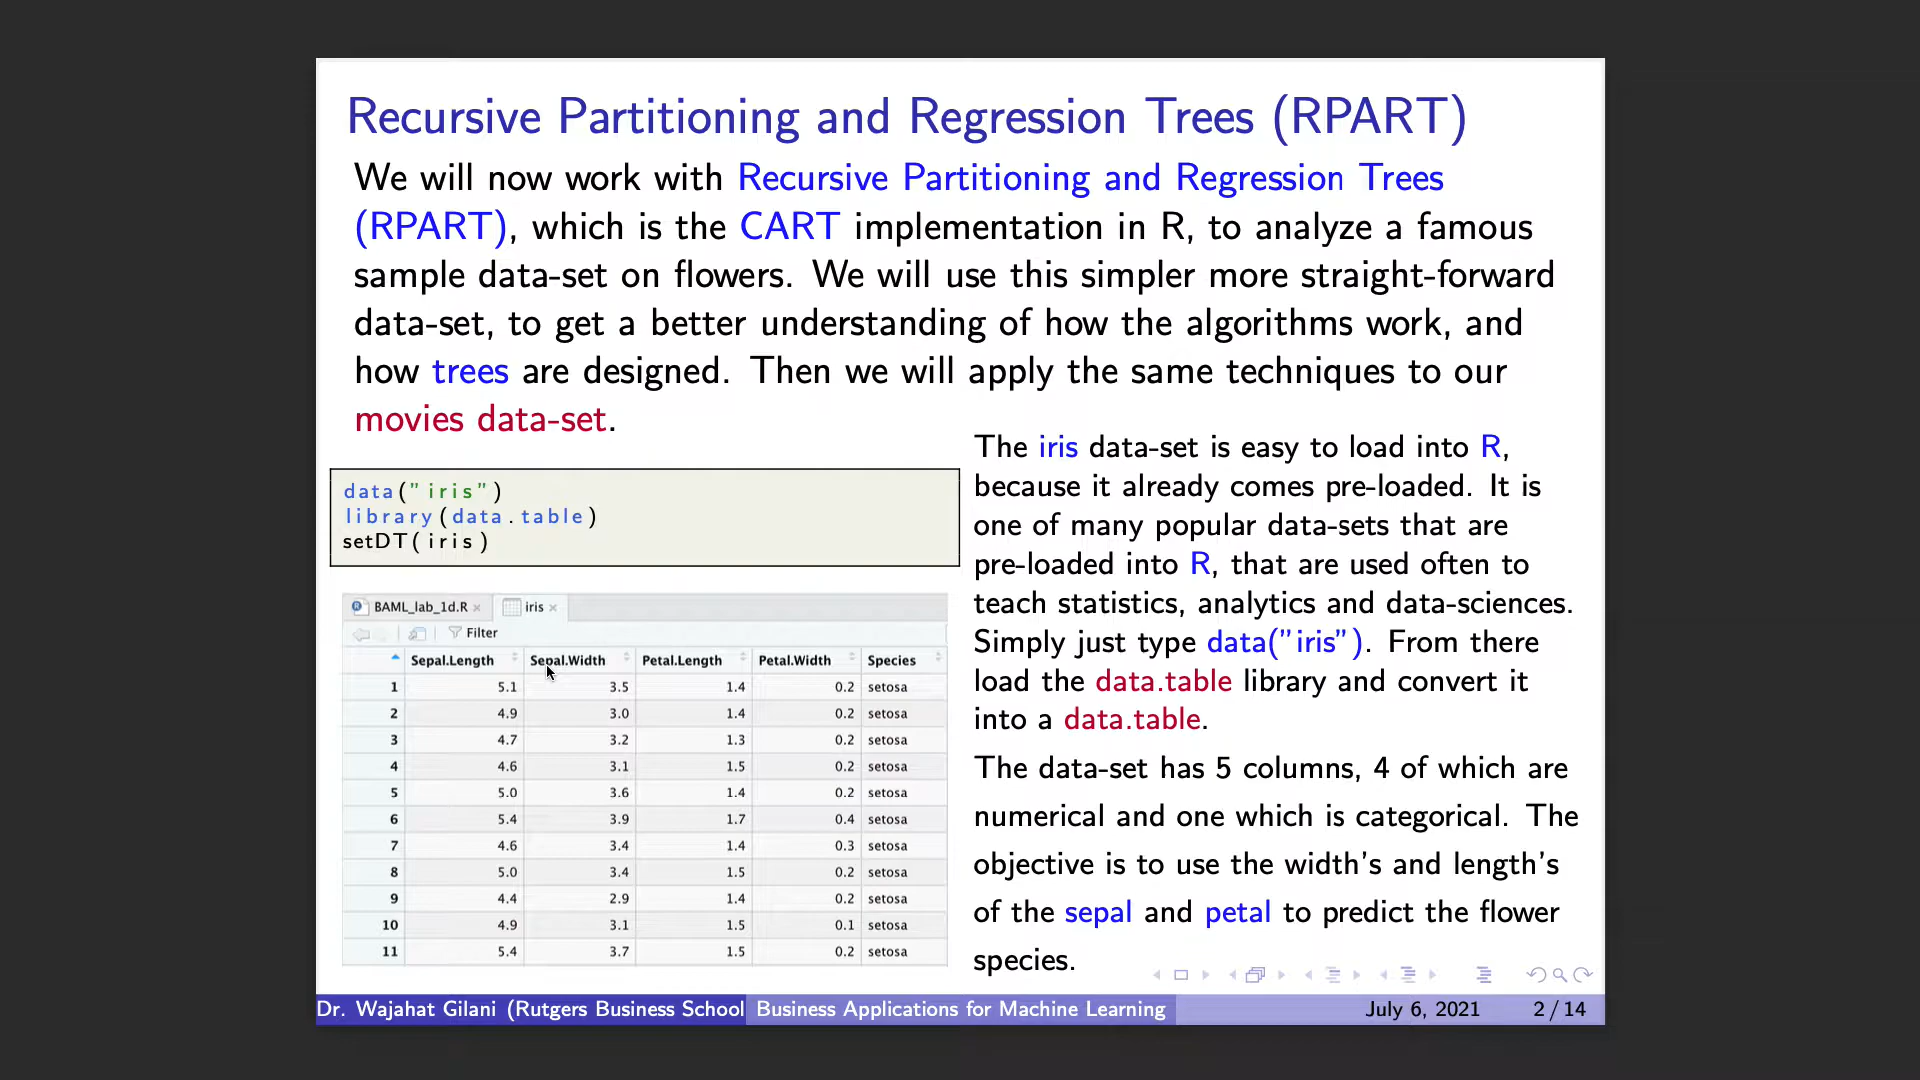 Recursive Partitioning and Regression Trees (RPART)
We will now work with Recursive Partitioning and Regression Trees
(RPART), which is the CART implementation in R, to analyze a famous
sample data-set on flowers. We will use this simpler more straight-forward
data-set, to get a better understanding of how the algorithms work, and
how trees are designed. Then we will apply the same techniques to our
movies data-set.
data("iris")
library(data.table)
setDT(iris)
BAML_lab_1d.R × iris ×
Filter
Sepal.Length Sepal.Width Petal.Length Petal.Width Species
1 5.1 3.5 1.4 0.2 setosa
2 4.9 3.0 1.4 0.2 setosa
3 4.7 3.2 1.3 0.2 setosa
4 4.6 3.1 1.5 0.2 setosa
5 5.0 3.6 1.4 0.2 setosa
6 5.4 3.9 1.7 0.4 setosa
7 4.6 3.4 1.4 0.3 setosa
8 5.0 3.4 1.5 0.2 setosa
9 4.4 2.9 1.4 0.2 setosa
10 4.9 3.1 1.5 0.1 setosa
11 5.4 3.7 1.5 0.2 setosa
The iris data-set is easy to load into R,
because it already comes pre-loaded. It is
one of many popular data-sets that are
pre-loaded into R, that are used often to
teach statistics, analytics and data-sciences.
Simply just type data("iris"). From there
load the data.table library and convert it
into a data.table.
The data-set has 5 columns, 4 of which are
numerical and one which is categorical. The
objective is to use the width's and length's
of the sepal and petal to predict the flower
species.
Dr. Wajahat Gilani (Rutgers Business School Business Applications for Machine Learning July 6, 2021 2 / 14